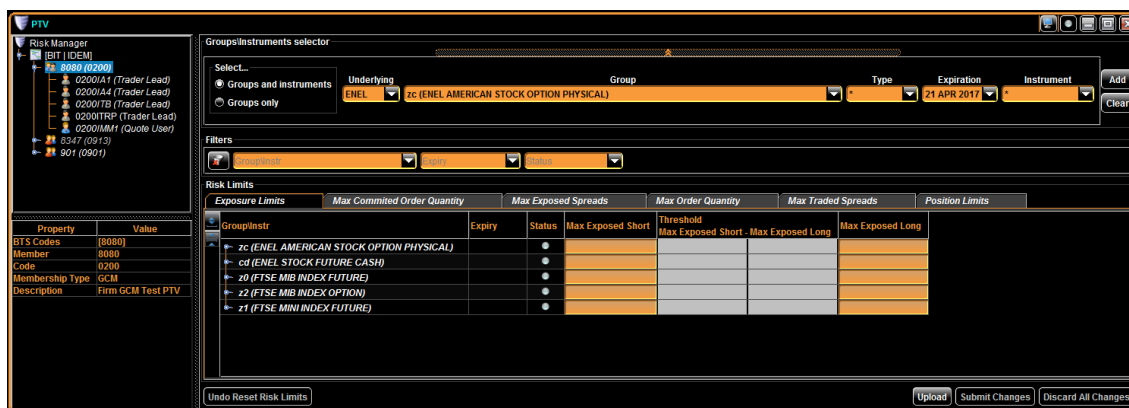 PTV
Risk Manager
[BIT | IDEM]
8080 (0200)
0200IA1 (Trader Lead)
0200IA4 (Trader Lead)
0200ITB (Trader Lead)
0200ITRP (Trader Lead)
0200IMM1 (Quote User)
8347 (0913)
901 (0901)
Property Value
BTS Codes [8080]
Member 8080
Code 0200
Membership Type GCM
Description Firm GCM Test PTV
Groups\Instruments selector
Select...
Groups and instruments
Groups only
Underlying Group Type Expiration Instrument
ENEL zc (ENEL AMERICAN STOCK OPTION PHYSICAL) * 21 APR 2017 *
Add
Clear
Filters
Group\Instr Expiry Status
Risk Limits
Exposure Limits Max Commited Order Quantity Max Exposed Spreads Max Order Quantity Max Traded Spreads Position Limits
Group\Instr Expiry Status Max Exposed Short Threshold Max Exposed Long
Max Exposed Short - Max Exposed Long
zc (ENEL AMERICAN STOCK OPTION PHYSICAL)
cd (ENEL STOCK FUTURE CASH)
z0 (FTSE MIB INDEX FUTURE)
z2 (FTSE MIB INDEX OPTION)
z1 (FTSE MINI INDEX FUTURE)
Undo Reset Risk Limits Upload Submit Changes Discard All Changes